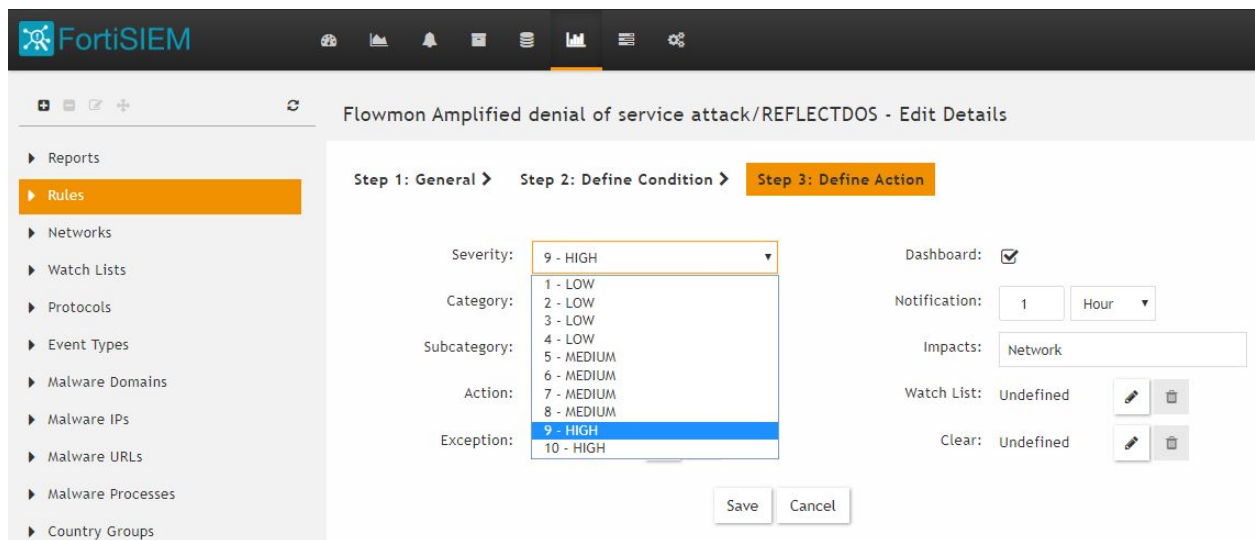 FortiSIEM
Flowmon Amplified denial of service attack/REFLECTDOS - Edit Details
Reports
Rules
Networks
Watch Lists
Protocols
Event Types
Malware Domains
Malware IPs
Malware URLs
Malware Processes
Country Groups
Step 1: General
Step 2: Define Condition
Step 3: Define Action
Severity:
9 - HIGH
1 - LOW
2 - LOW
3 - LOW
4 - LOW
5 - MEDIUM
6 - MEDIUM
7 - MEDIUM
8 - MEDIUM
9 - HIGH
10 - HIGH
Category:
Subcategory:
Action:
Exception:
Dashboard:
Notification: 1 Hour
Impacts: Network
Watch List: Undefined
Clear: Undefined
Save Cancel